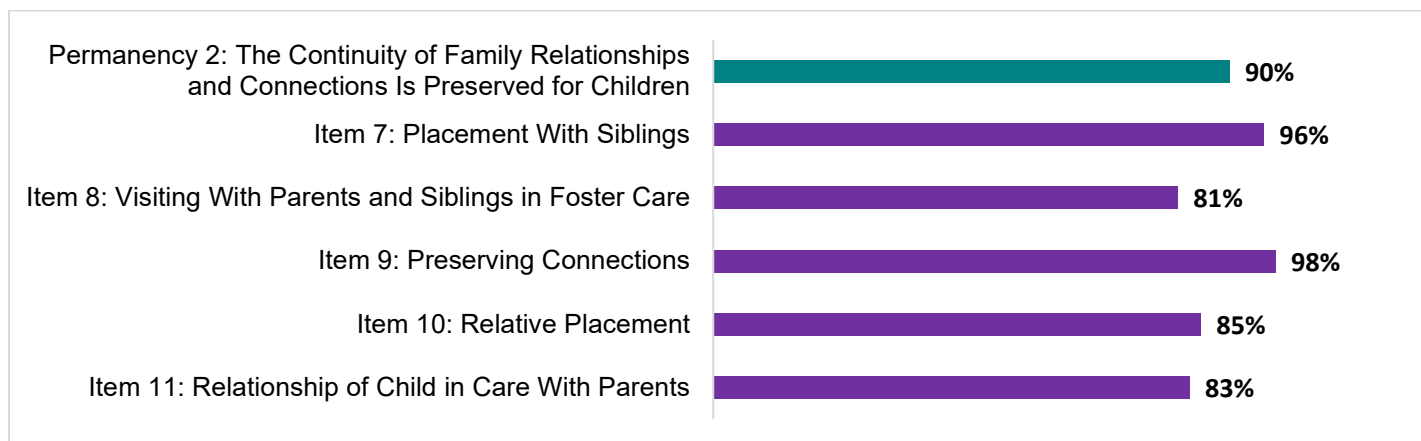 Permanency 2: The Continuity of Family Relationships
and Connections Is Preserved for Children
90%
Item 7: Placement With Siblings
96%
Item 8: Visiting With Parents and Siblings in Foster Care
81%
Item 9: Preserving Connections
98%
Item 10: Relative Placement
85%
Item 11: Relationship of Child in Care With Parents
83%